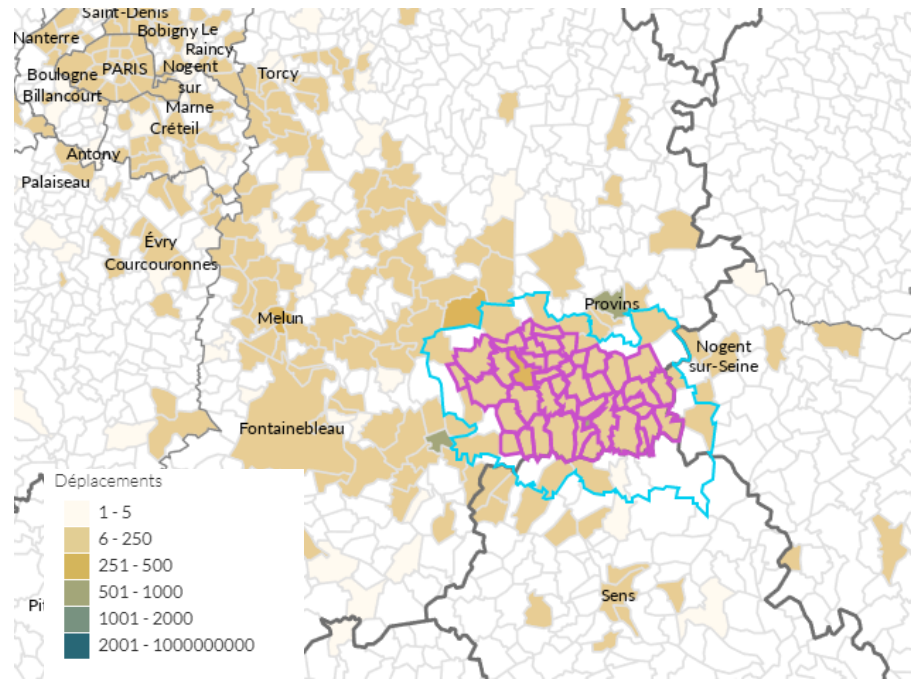 Saint-Denis
Nanterre
Bobigny Le
Raincy
Boulogne
Billancourt
PARIS
Nogent
sur
Marne
Torcy
Créteil
Antony
Palaiseau
Évry
Courcouronnes
Melun
Provins
Nogent
sur-Seine
Fontainebleau
Sens
Déplacements
1 - 5
6 - 250
251 - 500
501 - 1000
1001 - 2000
2001 - 1000000000